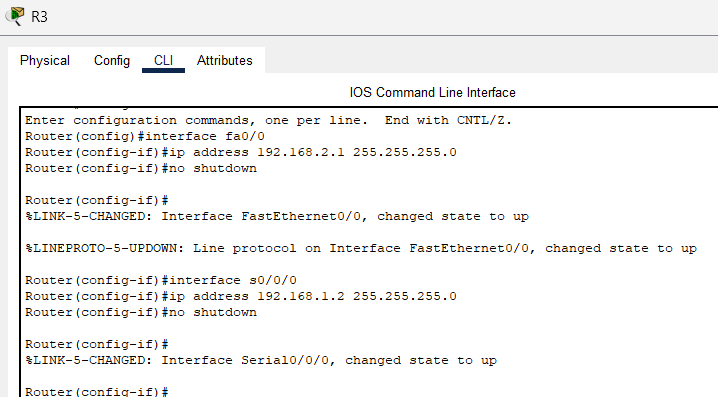 R3
Physical Config CLI Attributes
IOS Command Line Interface
Enter configuration commands, one per line.  End with CNTL/Z.
Router(config)#interface fa0/0
Router(config-if)#ip address 192.168.2.1 255.255.255.0
Router(config-if)#no shutdown
Router(config-if)#
%LINK-5-CHANGED: Interface FastEthernet0/0, changed state to up
%LINEPROTO-5-UPDOWN: Line protocol on Interface FastEthernet0/0, changed state to up
Router(config-if)#interface s0/0/0
Router(config-if)#ip address 192.168.1.2 255.255.255.0
Router(config-if)#no shutdown
Router(config-if)#
%LINK-5-CHANGED: Interface Serial0/0/0, changed state to up
Router(config-if)#